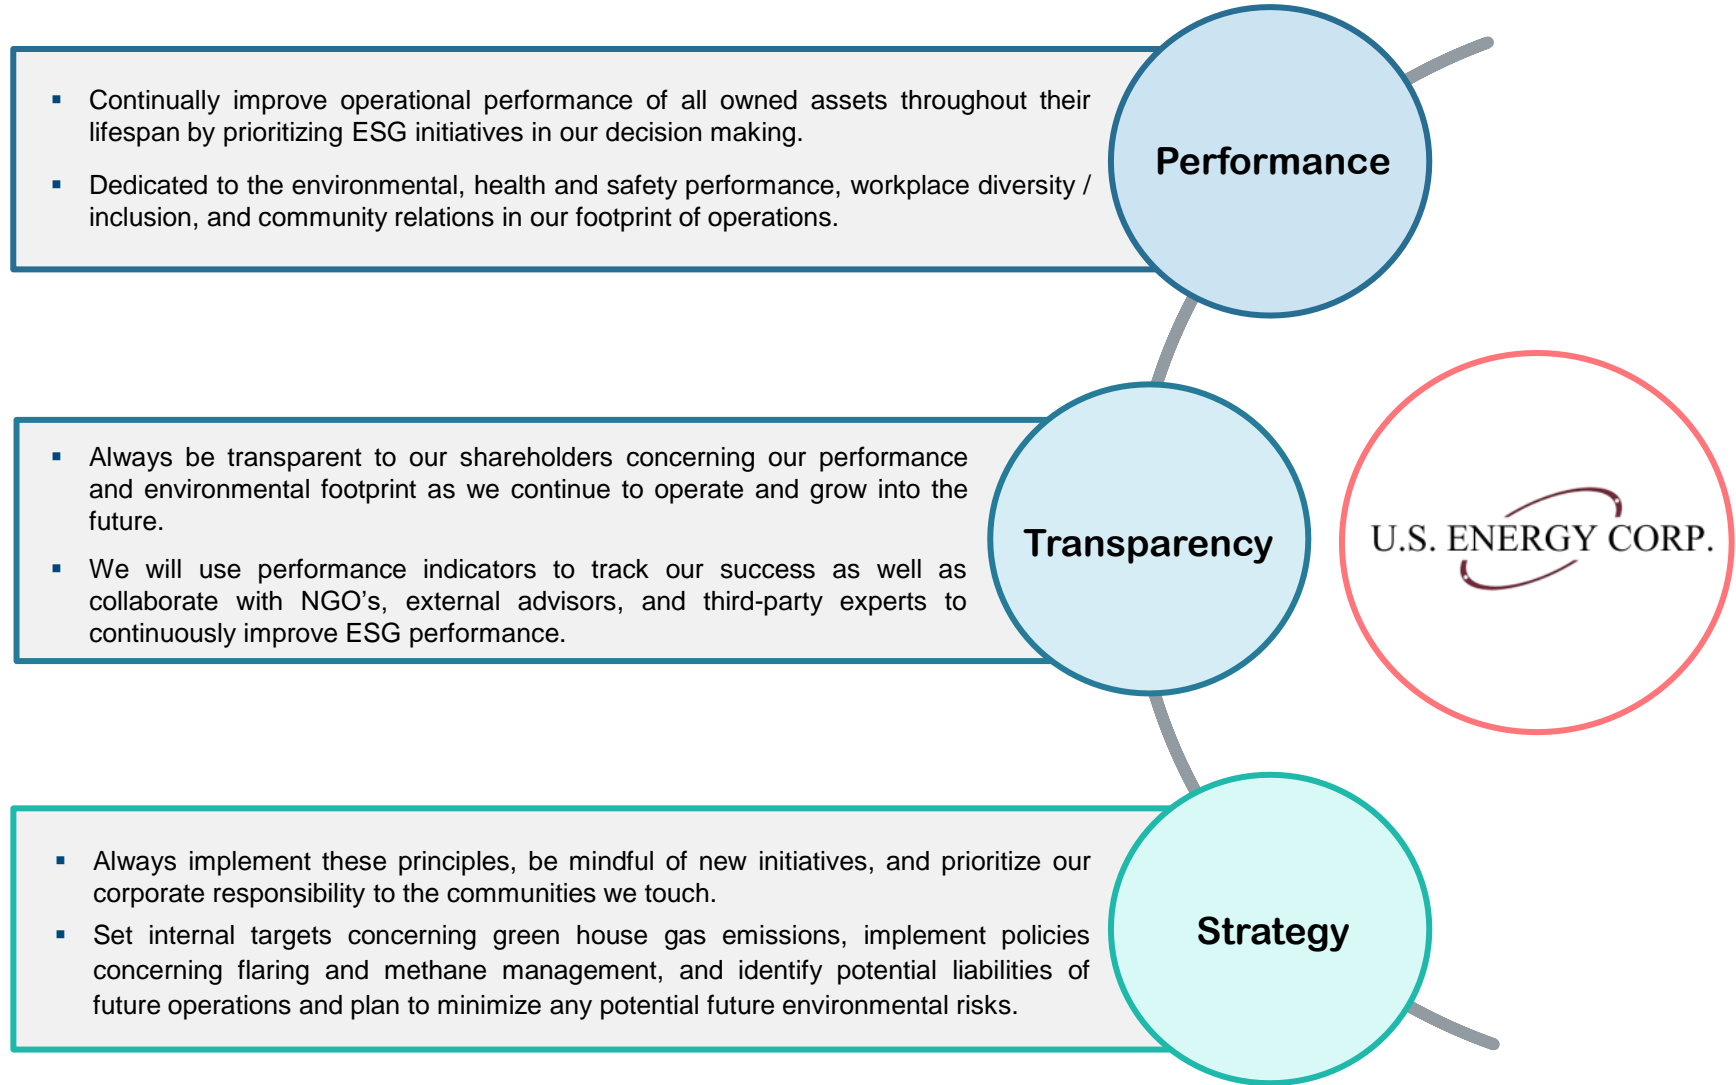 ▪ Continually improve operational performance of all owned assets throughout their
lifespan by prioritizing ESG initiatives in our decision making.
▪ Dedicated to the environmental, health and safety performance, workplace diversity /
inclusion, and community relations in our footprint of operations.
Performance
▪ Always be transparent to our shareholders concerning our performance
and environmental footprint as we continue to operate and grow into the
future.
▪ We will use performance indicators to track our success as well as
collaborate with NGO's, external advisors, and third-party experts to
continuously improve ESG performance.
Transparency
U.S. ENERGY CORP.
▪ Always implement these principles, be mindful of new initiatives, and prioritize our
corporate responsibility to the communities we touch.
▪ Set internal targets concerning green house gas emissions, implement policies
concerning flaring and methane management, and identify potential liabilities of
future operations and plan to minimize any potential future environmental risks.
Strategy